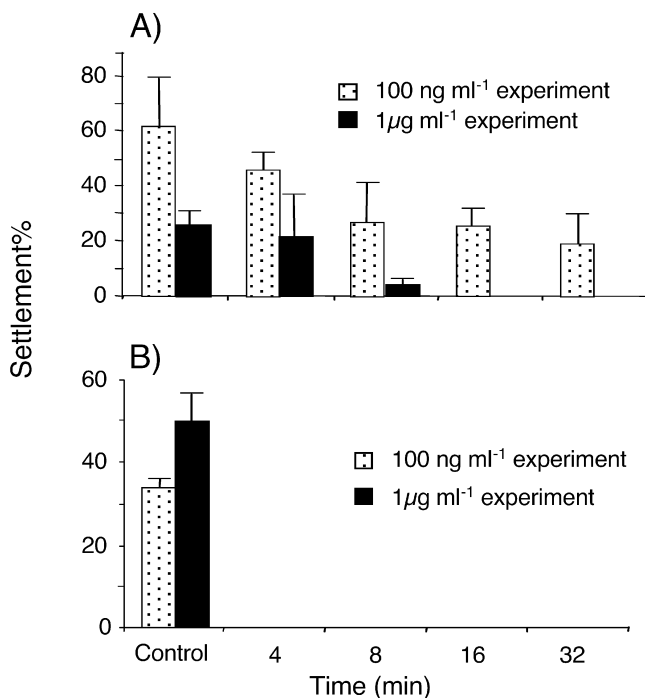 A)
80
60
40
20
0
100 ng ml-1 experiment
1µg ml-1 experiment
Settlement%
B)
60
40
20
0
100 ng ml-1 experiment
1µg ml-1 experiment
Control 4 8 16 32
Time (min)